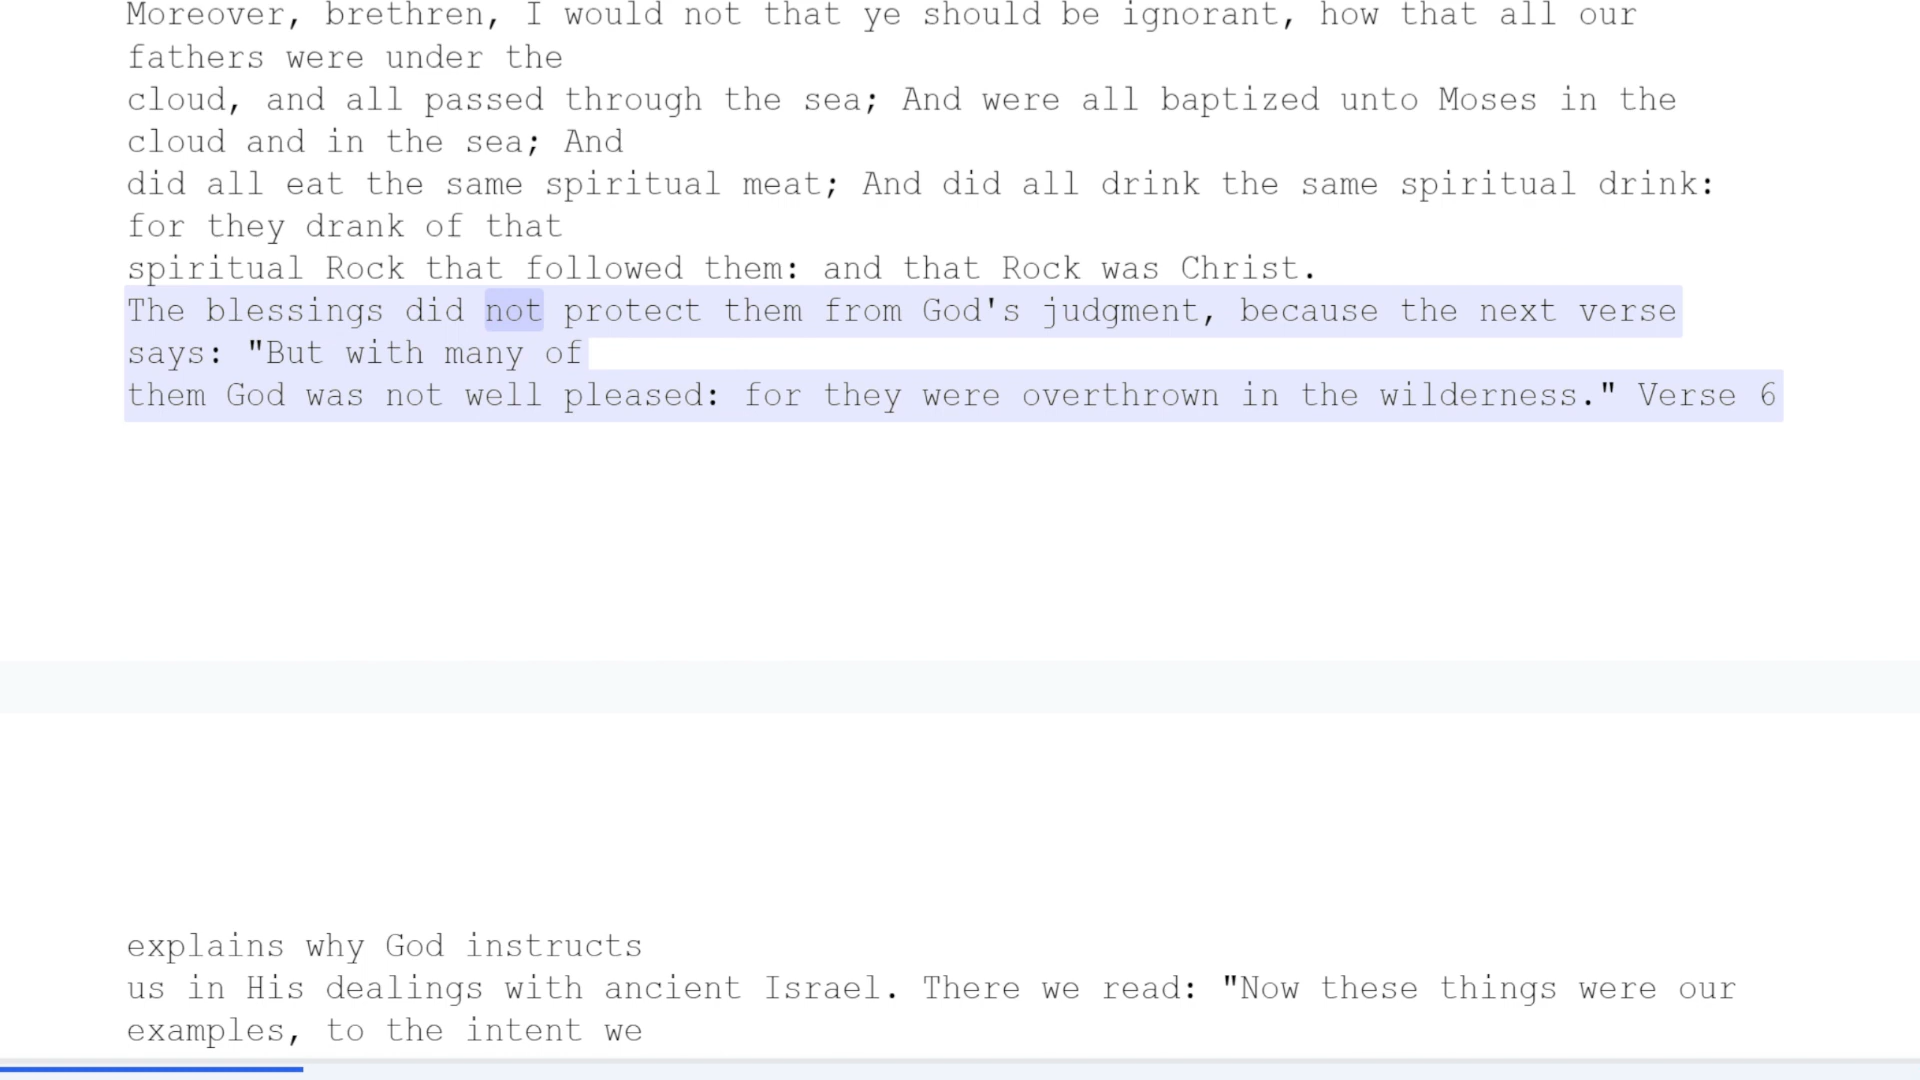 Moreover, brethren, I would not that ye should be ignorant, how that all our
fathers were under the
cloud, and all passed through the sea; And were all baptized unto Moses in the
cloud and in the sea; And
did all eat the same spiritual meat; And did all drink the same spiritual drink:
for they drank of that
spiritual Rock that followed them: and that Rock was Christ.
The blessings did not protect them from God's judgment, because the next verse
says: "But with many of
them God was not well pleased: for they were overthrown in the wilderness." Verse 6
explains why God instructs
us in His dealings with ancient Israel. There we read: "Now these things were our
examples, to the intent we